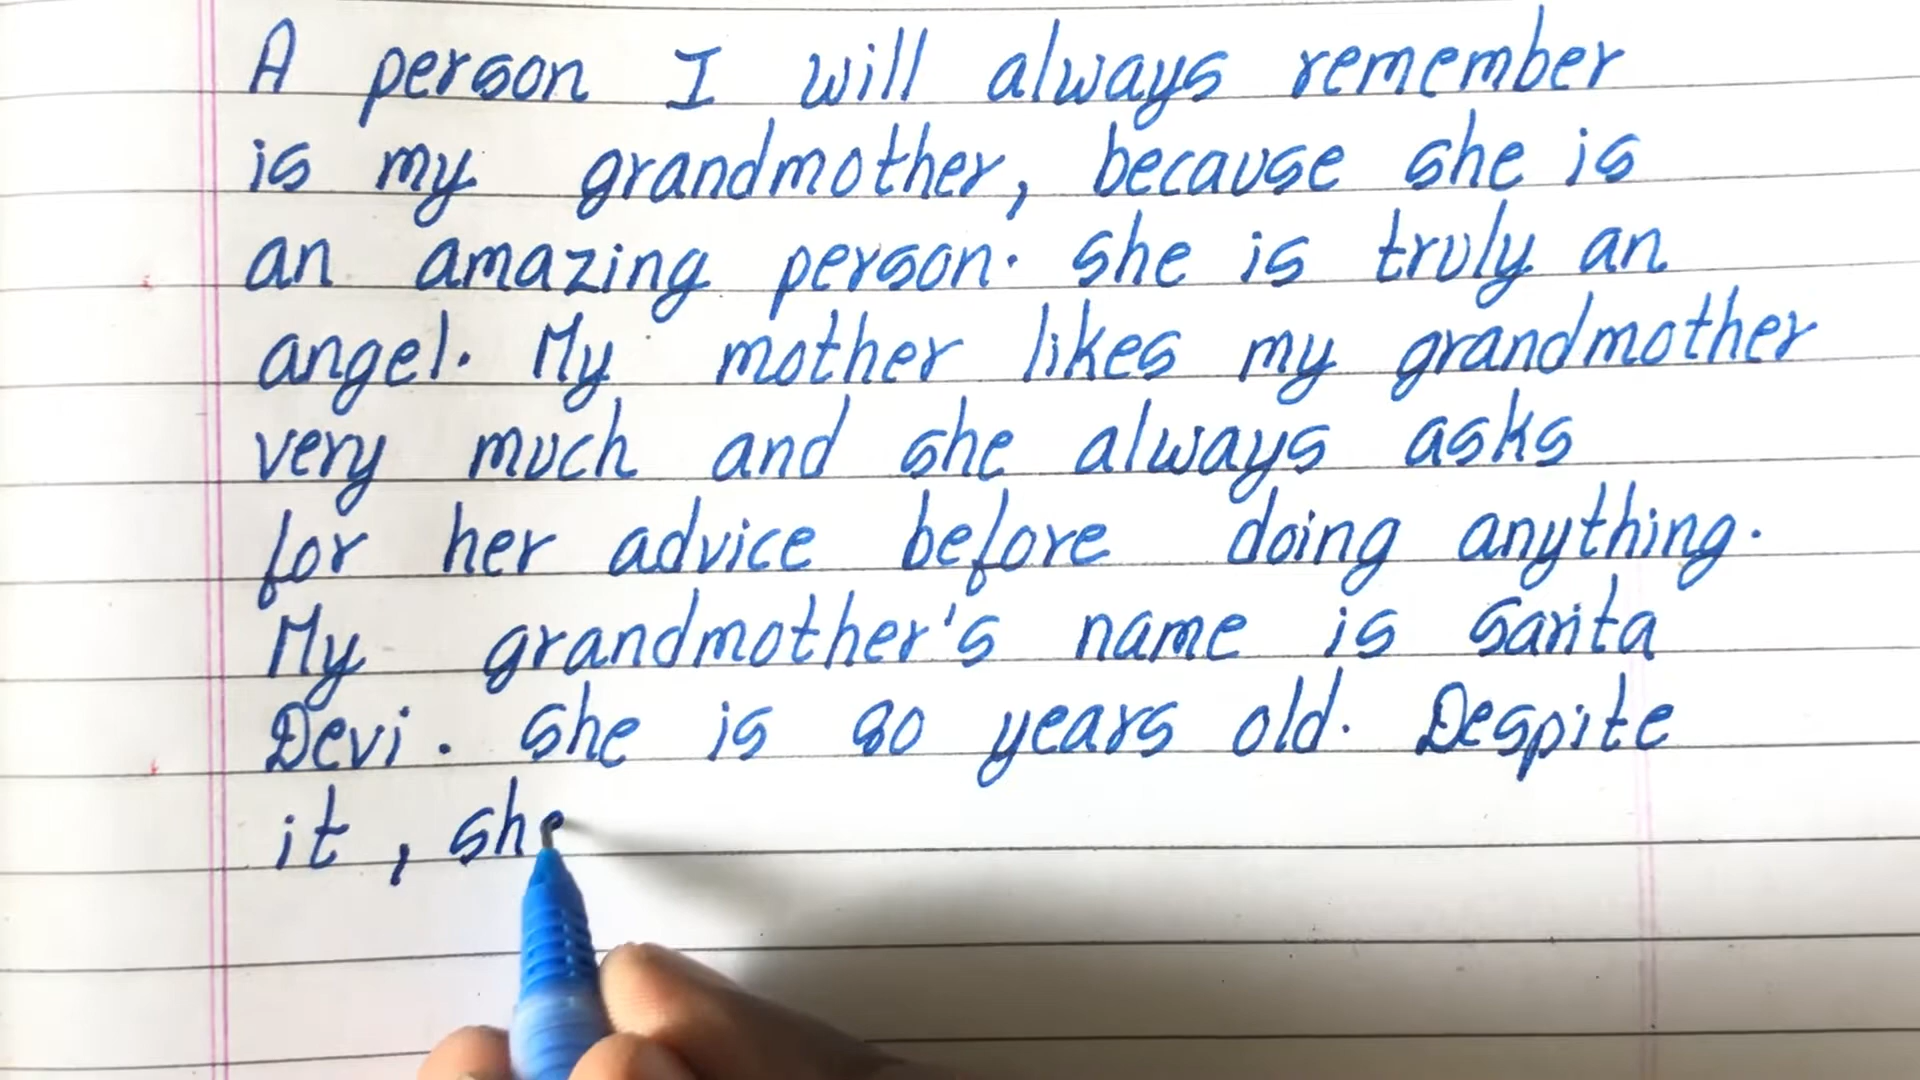 A person I will always remember
is my grandmother, because she is
an amazing person. She is truly an
angel. My mother likes my grandmother
very much and she always asks
for her advice before doing anything.
My grandmother's name is Sarita
Devi. She is 80 years old. Despite
it, she